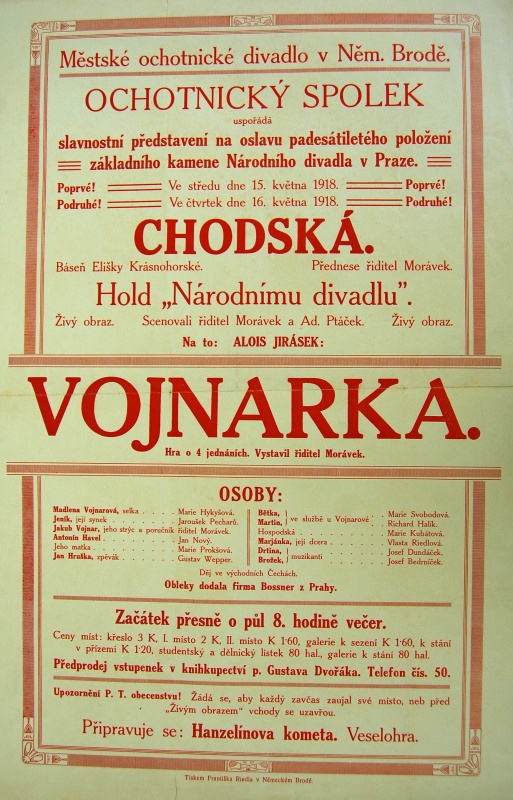 Městské ochotnické divadlo v Něm. Brodě.
OCHOTNICKÝ SPOLEK
uspořádá
slavnostní představení na oslavu padesátiletého položení
základního kamene Národního divadla v Praze.
Poprvé! Ve středu dne 15. května 1918. Poprvé!
Podruhé! Ve čtvrtek dne 16. května 1918. Podruhé!
CHODSKÁ.
Báseň Elišky Krásnohorské. Přednese řiditel Morávek.
Hold „Národnímu divadlu”.
Živý obraz. Scenovali řiditel Morávek a Ad. Ptáček. Živý obraz.
Na to: ALOIS JIRÁSEK:
VOJNARKA.
Hra o 4 jednáních. Vystavil řiditel Morávek.
OSOBY:
Madlena Vojnarová, selka . . . . Marie Hykyšová.
Jeník, její synek . . . . Jaroušek Pecharů.
Jakub Vojnar, jeho strýc a poručník řiditel Morávek.
Antonín Havel . . . . Jan Nový.
Jeho matka . . . . Marie Prokšová.
Jan Hruška, zpěvák . . . . Gustav Wepper.
Bětka, } ve službě u Vojnarové . . Marie Svobodová.
Martin, } Richard Halík.
Hospodská . . . . Marie Kubátová.
Marjánka, její dcera . . . . Vlasta Riedlová.
Drtina, } muzikanti . . . . Josef Dundáček.
Brožek, } Josef Bedrníček.
Děj ve východních Čechách.
Obleky dodala firma Bossner z Prahy.
Začátek přesně o půl 8. hodině večer.
Ceny míst: křeslo 3 K, I. místo 2 K, II. místo K 1·60, galerie k sezení K 1·60, k stání
v přízemí K 1·20, studentský a dělnický lístek 80 hal., galerie k stání 80 hal.
Předprodej vstupenek v knihkupectví p. Gustava Dvořáka. Telefon čís. 50.
Upozornění P. T. obecenstvu! Žádá se, aby každý zavčas zaujal své místo, neb před
„Živým obrazem” vchody se uzavřou.
Připravuje se: Hanzelínova kometa. Veselohra.
Tiskem Františka Riedla v Německém Brodě.